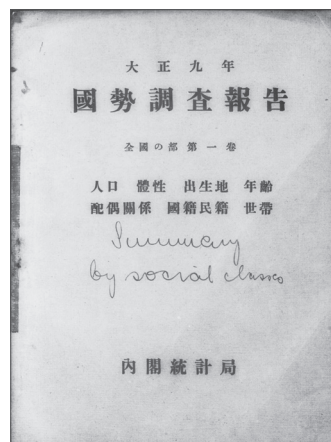 大正九年
國勢調査報告
全國の部 第一卷
人口 體性 出生地 年齡
配偶關係 國籍民籍 世帶
Summary
by social classes
內閣統計局